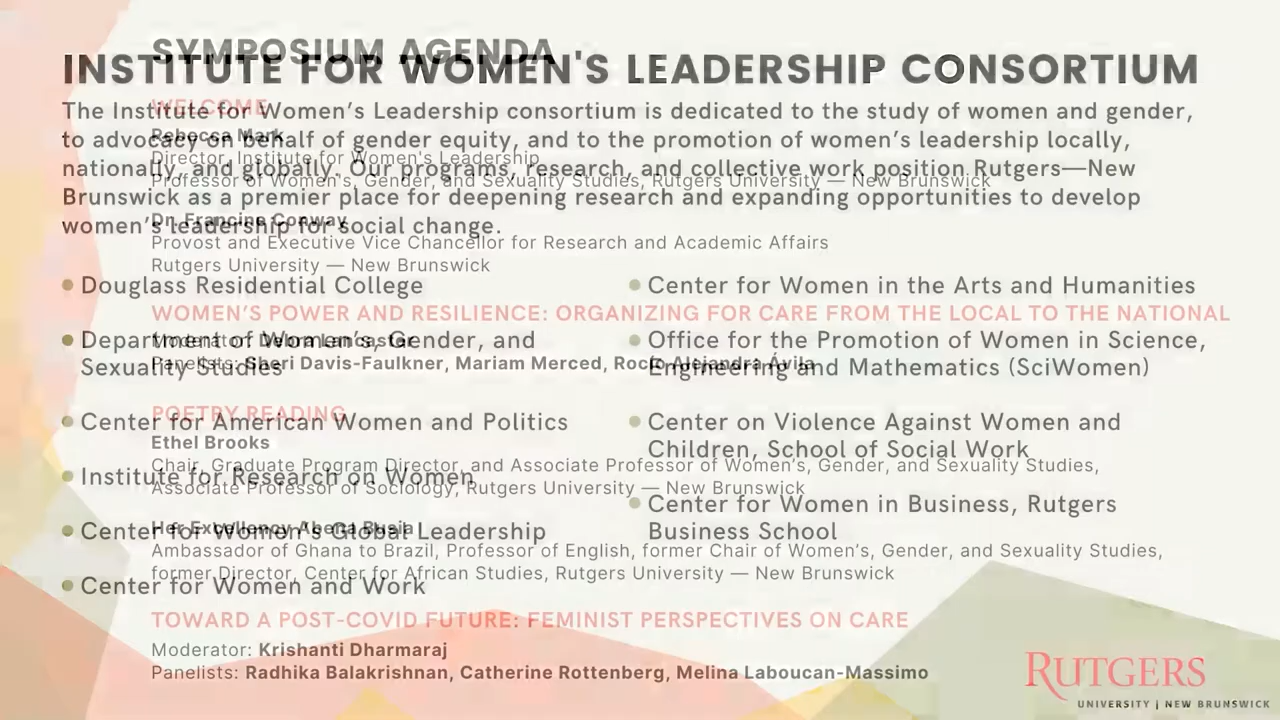 SYMPOSIUM AGENDA
INSTITUTE FOR WOMEN'S LEADERSHIP CONSORTIUM
The Institute for Women's Leadership consortium is dedicated to the study of women and gender,
to advocacy on behalf of gender equity, and to the promotion of women's leadership locally,
nationally, and globally. Our programs, research, and collective work position Rutgers—New
Brunswick as a premier place for deepening research and expanding opportunities to develop
women's leadership for social change.
• Douglass Residential College
• Department of Women's, Gender, and
Sexuality Studies
• Center for American Women and Politics
• Institute for Research on Women
• Center for Women's Global Leadership
• Center for Women and Work
• Center for Women in the Arts and Humanities
• Office for the Promotion of Women in Science,
Engineering and Mathematics (SciWomen)
• Center on Violence Against Women and
Children, School of Social Work
• Center for Women in Business, Rutgers
Business School
WELCOME
Rebecca Mark
Director, Institute for Women's Leadership
Professor of Women's, Gender, and Sexuality Studies, Rutgers University — New Brunswick
Dr. Francine Conway
Provost and Executive Vice Chancellor for Research and Academic Affairs
Rutgers University — New Brunswick
WOMEN'S POWER AND RESILIENCE: ORGANIZING FOR CARE FROM THE LOCAL TO THE NATIONAL
Moderator: Debra Lancaster
Panelists: Sheri Davis-Faulkner, Mariam Merced, Rocío Alejandra Ávila
POETRY READING
Ethel Brooks
Chair, Graduate Program Director, and Associate Professor of Women's, Gender, and Sexuality Studies,
Associate Professor of Sociology, Rutgers University — New Brunswick
Her Excellency Abena Busia
Ambassador of Ghana to Brazil, Professor of English, former Chair of Women's, Gender, and Sexuality Studies,
former Director, Center for African Studies, Rutgers University — New Brunswick
TOWARD A POST-COVID FUTURE: FEMINIST PERSPECTIVES ON CARE
Moderator: Krishanti Dharmaraj
Panelists: Radhika Balakrishnan, Catherine Rottenberg, Melina Laboucan-Massimo
RUTGERS
UNIVERSITY | NEW BRUNSWICK